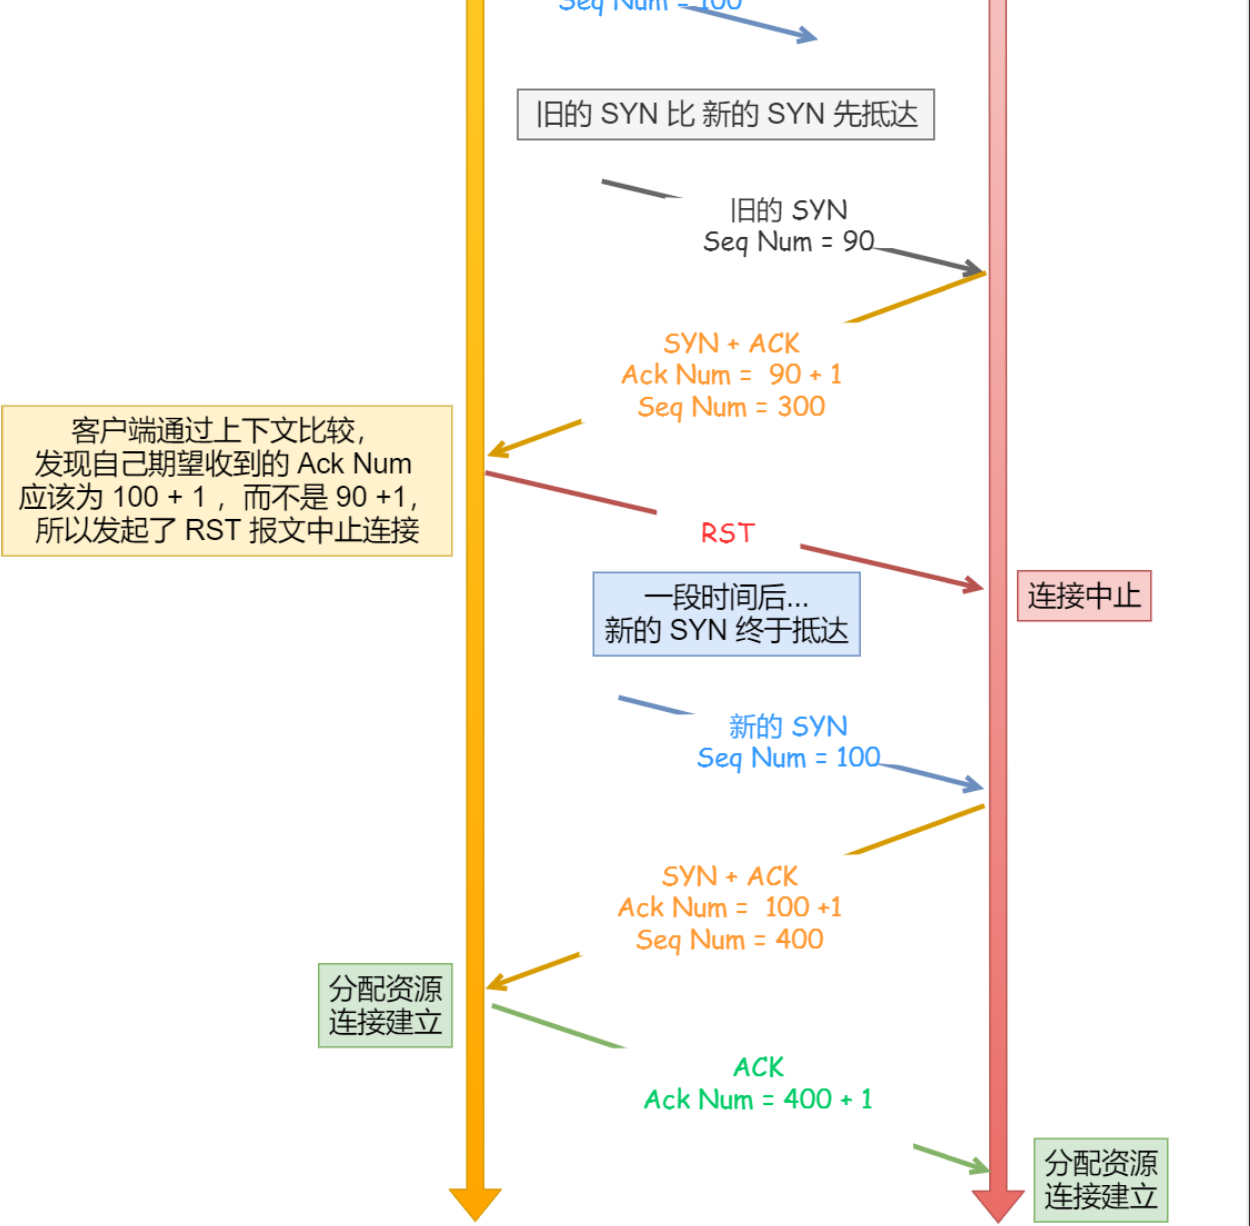 Seq Num = 100
旧的 SYN 比 新的 SYN 先抵达
旧的 SYN
Seq Num = 90
SYN + ACK
Ack Num = 90 + 1
Seq Num = 300
客户端通过上下文比较，
发现自己期望收到的 Ack Num
应该为 100 + 1 ，而不是 90 +1，
所以发起了 RST 报文中止连接
RST
连接中止
一段时间后...
新的 SYN 终于抵达
新的 SYN
Seq Num = 100
SYN + ACK
Ack Num = 100 +1
Seq Num = 400
分配资源
连接建立
ACK
Ack Num = 400 + 1
分配资源
连接建立